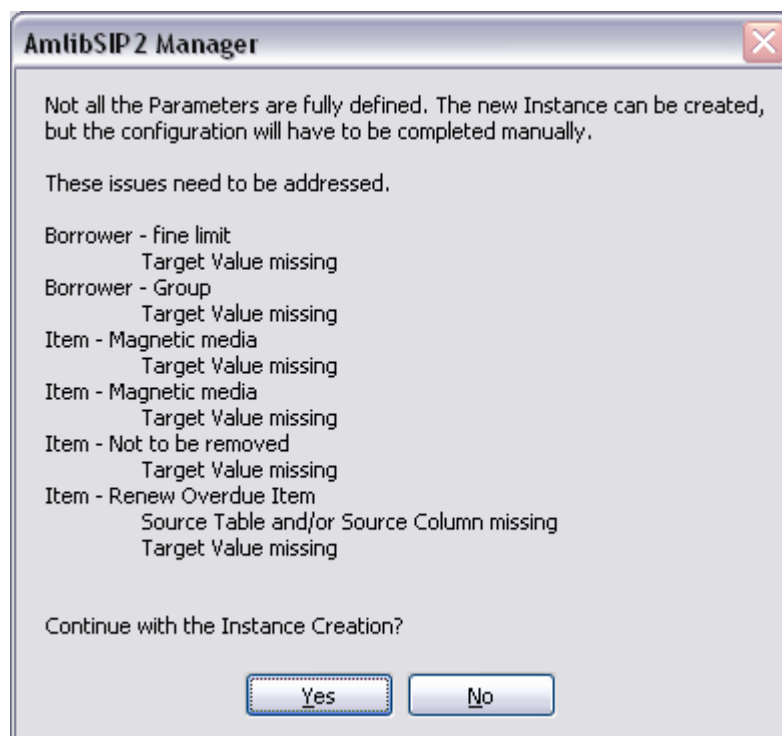 AmlibSIP2 Manager
Not all the Parameters are fully defined. The new Instance can be created,
but the configuration will have to be completed manually.
These issues need to be addressed.
Borrower - fine limit
Target Value missing
Borrower - Group
Target Value missing
Item - Magnetic media
Target Value missing
Item - Magnetic media
Target Value missing
Item - Not to be removed
Target Value missing
Item - Renew Overdue Item
Source Table and/or Source Column missing
Target Value missing
Continue with the Instance Creation?
Yes No